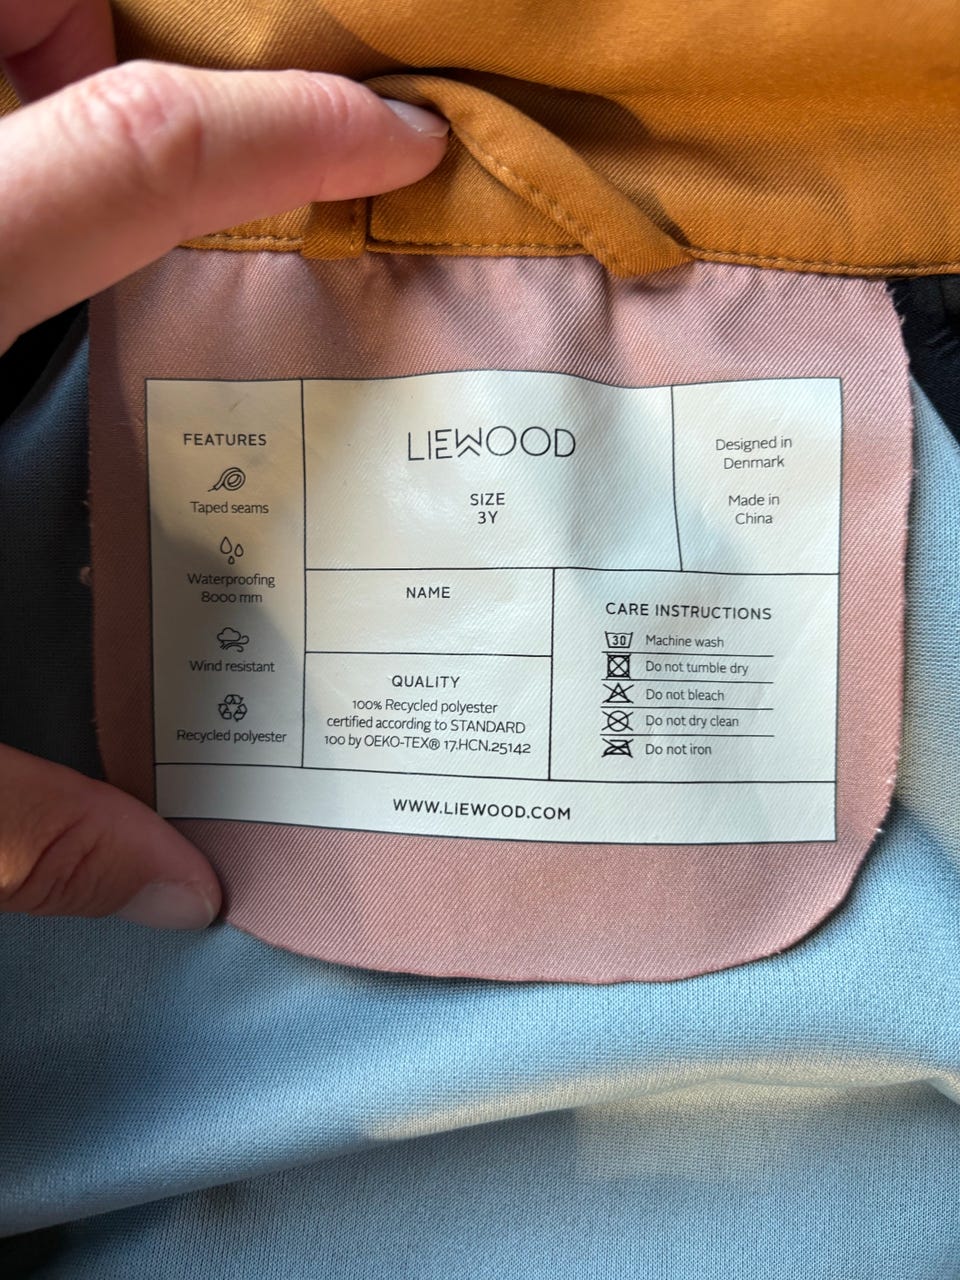 FEATURES
Taped seams
Waterproofing
8000 mm
Wind resistant
Recycled polyester
LIEWOOD
SIZE
3Y
Designed in
Denmark
Made in
China
NAME
QUALITY
100% Recycled polyester
certified according to STANDARD
100 by OEKO-TEX® 17.HCN.25142
CARE INSTRUCTIONS
30 Machine wash
Do not tumble dry
Do not bleach
Do not dry clean
Do not iron
WWW.LIEWOOD.COM